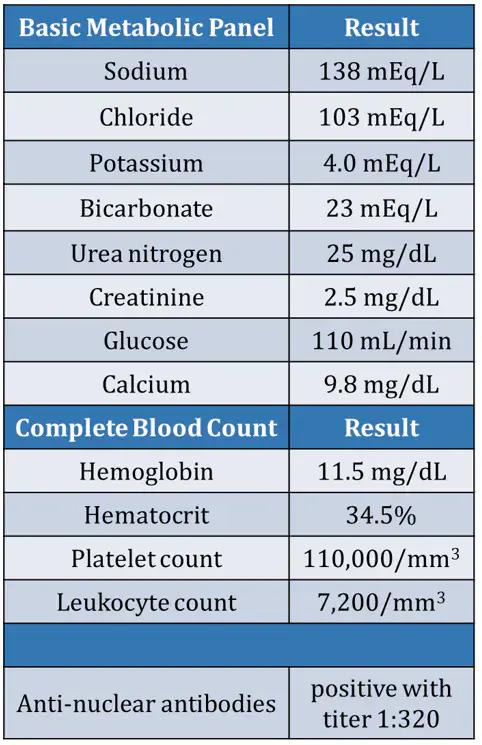 Basic Metabolic Panel Result
Sodium 138 mEq/L
Chloride 103 mEq/L
Potassium 4.0 mEq/L
Bicarbonate 23 mEq/L
Urea nitrogen 25 mg/dL
Creatinine 2.5 mg/dL
Glucose 110 mL/min
Calcium 9.8 mg/dL
Complete Blood Count Result
Hemoglobin 11.5 mg/dL
Hematocrit 34.5%
Platelet count 110,000/mm³
Leukocyte count 7,200/mm³
Anti-nuclear antibodies positive with
titer 1:320